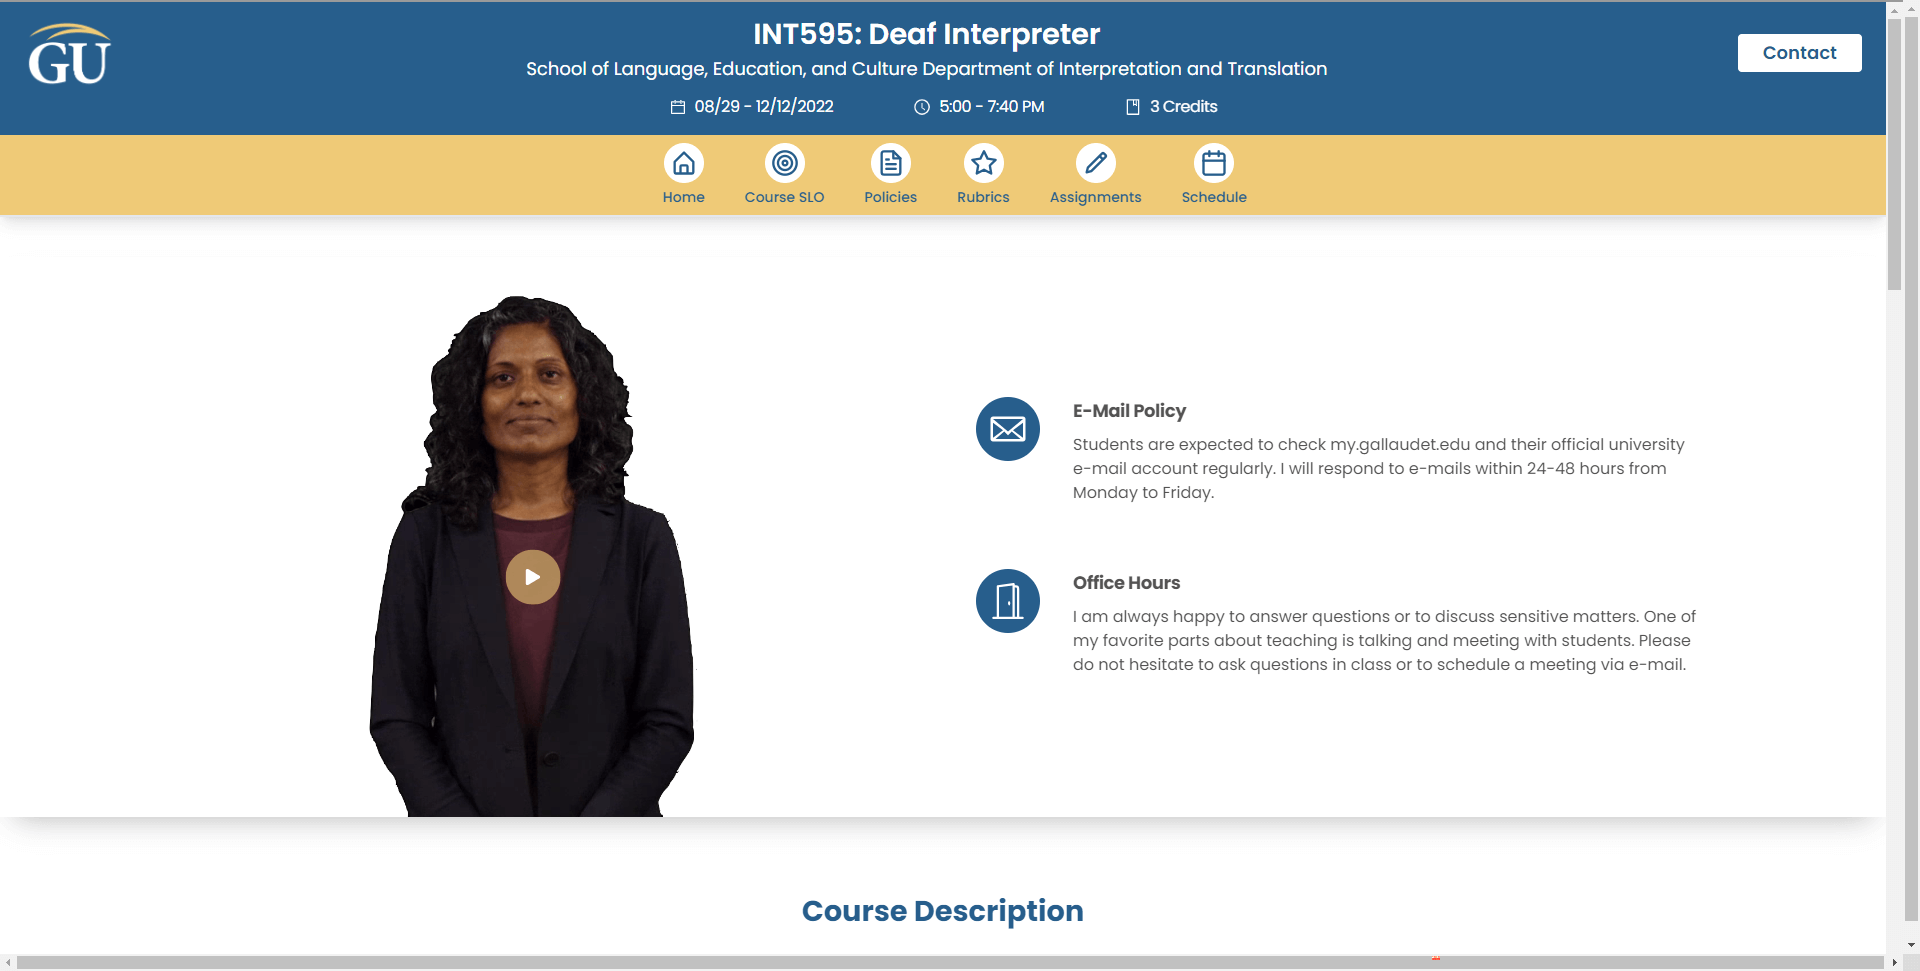 GU
INT595: Deaf Interpreter
School of Language, Education, and Culture Department of Interpretation and Translation
08/29 - 12/12/2022
5:00 - 7:40 PM
3 Credits
Contact
Home
Course SLO
Policies
Rubrics
Assignments
Schedule
E-Mail Policy
Students are expected to check my.gallaudet.edu and their official university
e-mail account regularly. I will respond to e-mails within 24-48 hours from
Monday to Friday.
Office Hours
I am always happy to answer questions or to discuss sensitive matters. One of
my favorite parts about teaching is talking and meeting with students. Please
do not hesitate to ask questions in class or to schedule a meeting via e-mail.
Course Description